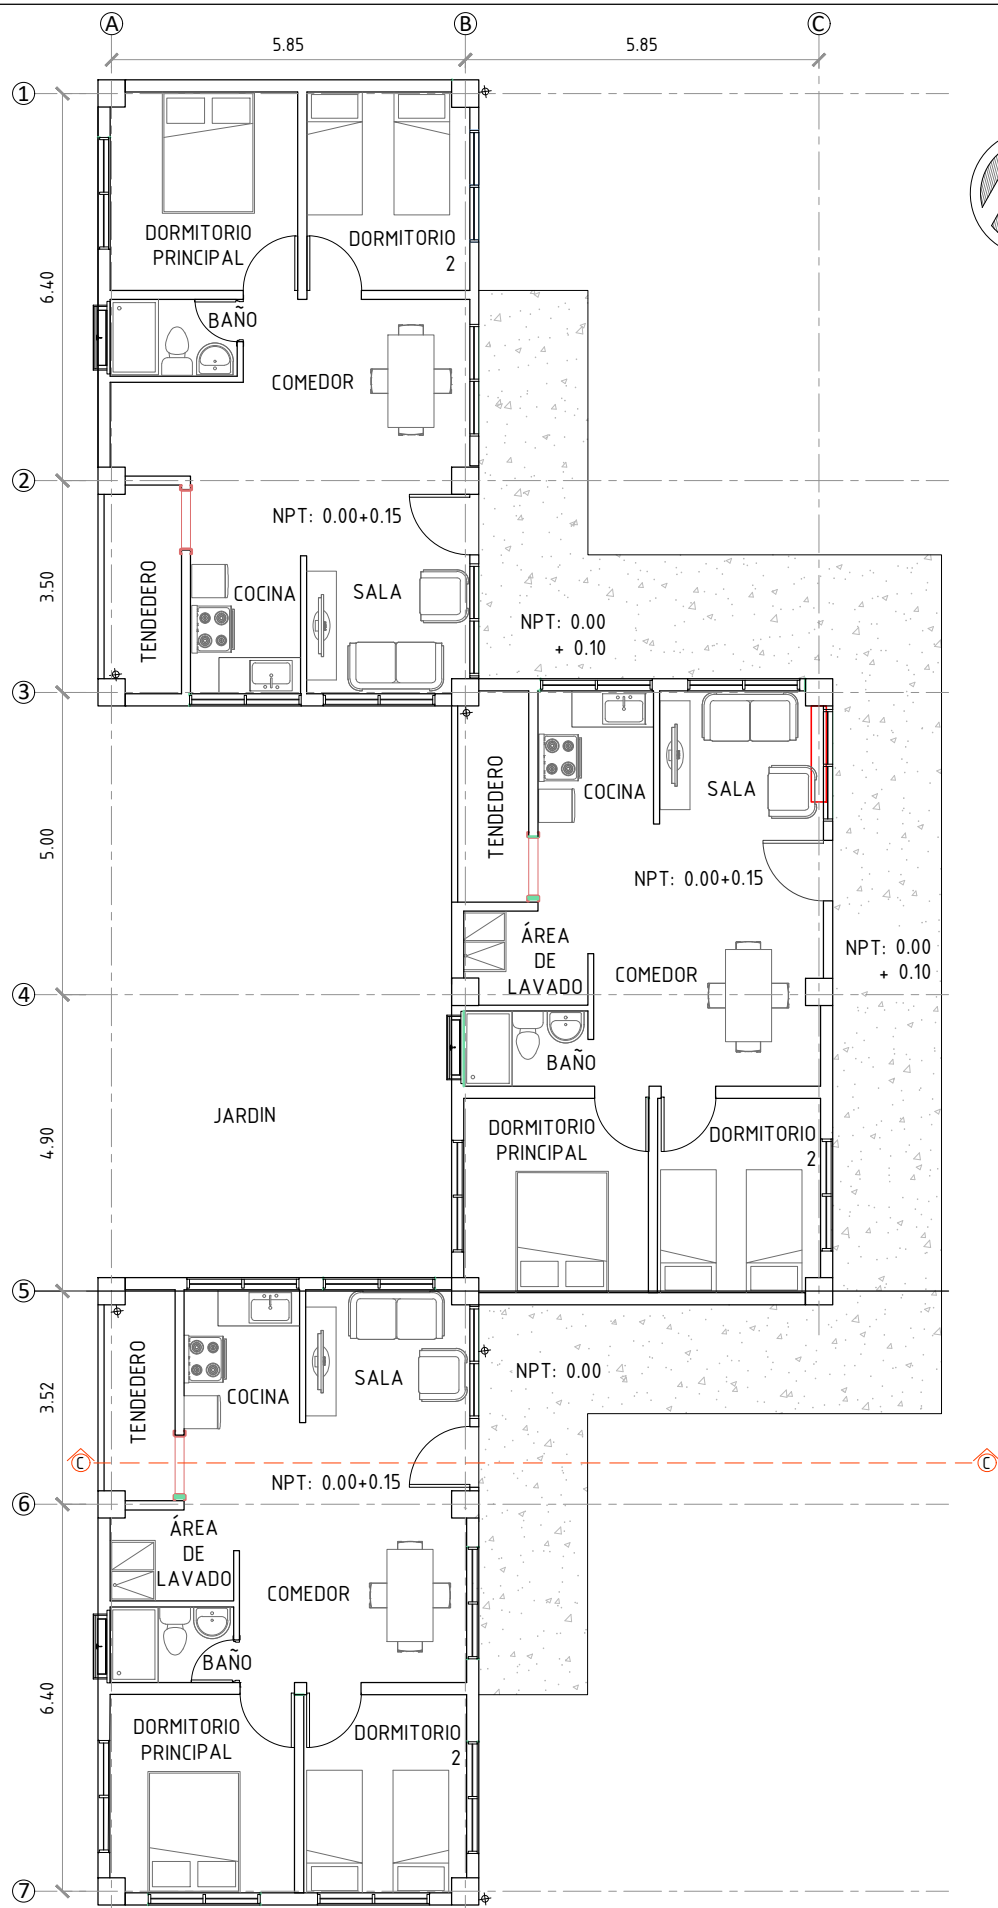 A
B
C
5.85
5.85
1
DORMITORIO
PRINCIPAL
DORMITORIO
2
6.40
BAÑO
COMEDOR
2
NPT: 0.00+0.15
TENDEDERO
COCINA
SALA
3.50
NPT: 0.00
+ 0.10
3
TENDEDERO
COCINA
SALA
5.00
NPT: 0.00+0.15
ÁREA
DE
LAVADO
COMEDOR
NPT: 0.00
+ 0.10
4
BAÑO
JARDIN
4.90
DORMITORIO
PRINCIPAL
DORMITORIO
2
5
TENDEDERO
COCINA
SALA
NPT: 0.00
3.52
C
C
NPT: 0.00+0.15
6
ÁREA
DE
LAVADO
COMEDOR
BAÑO
6.40
DORMITORIO
PRINCIPAL
DORMITORIO
2
7